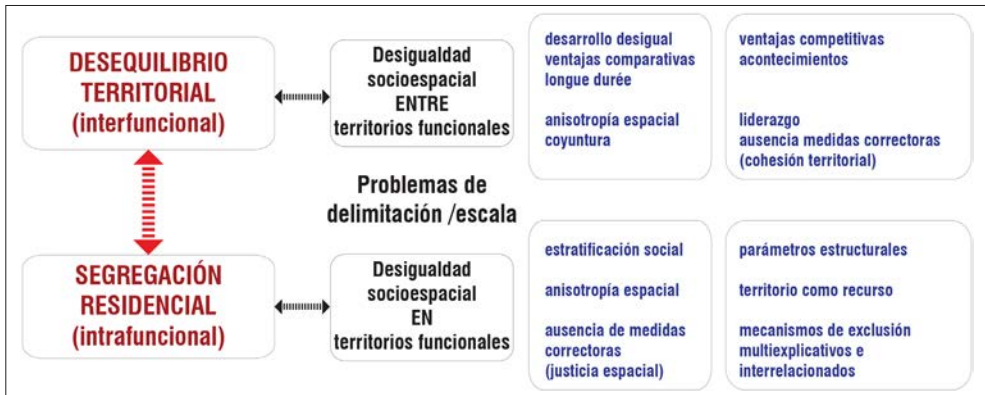 DESEQUILIBRIO
TERRITORIAL
(interfuncional)
Desigualdad
socioespacial
ENTRE
territorios funcionales
desarrollo desigual
ventajas comparativas
longue durée
anisotropía espacial
coyuntura
ventajas competitivas
acontecimientos
liderazgo
ausencia medidas correctoras
(cohesión territorial)
Problemas de
delimitación /escala
SEGREGACIÓN
RESIDENCIAL
(intrafuncional)
Desigualdad
socioespacial
EN
territorios funcionales
estratificación social
anisotropía espacial
ausencia de medidas
correctoras
(justicia espacial)
parámetros estructurales
territorio como recurso
mecanismos de exclusión
multiexplicativos e
interrelacionados